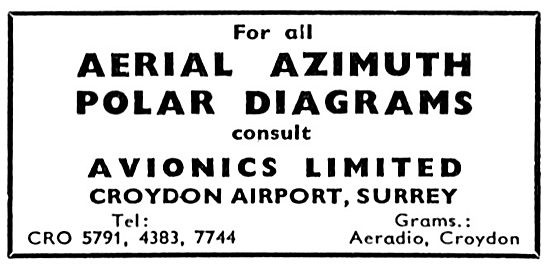 For all
AERIAL AZIMUTH
POLAR DIAGRAMS
consult
AVIONICS LIMITED
CROYDON AIRPORT, SURREY
Tel:
CRO 5791, 4383, 7744
Grams.:
Aeradio, Croydon